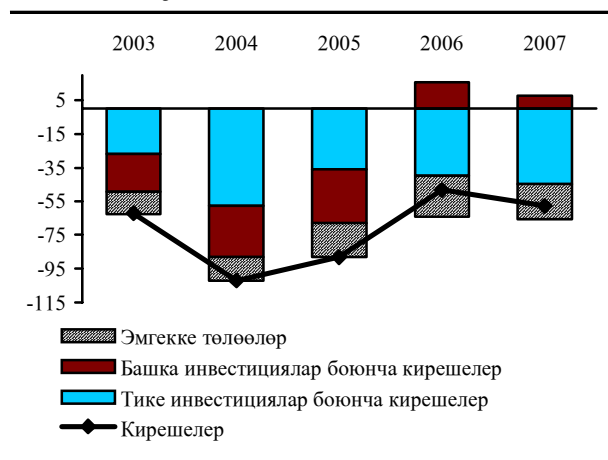 2003 2004 2005 2006 2007
5
-15
-35
-55
-75
-95
-115
Эмгекке төлөөлөр
Башка инвестициялар боюнча кирешелер
Тике инвестициялар боюнча кирешелер
Кирешелер